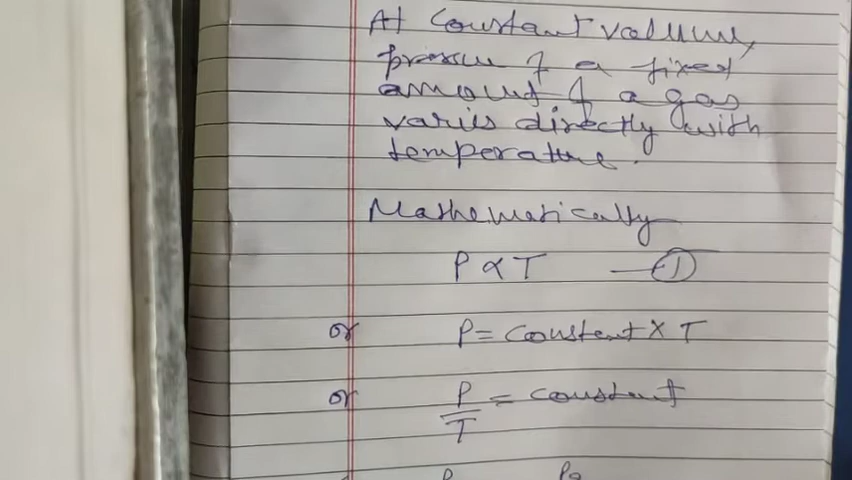 At Constant volume,
pressure of a fixed
amount of a gas
varies directly with
temperature.
Mathematically
P ∝ T —①
or P = constant × T
or P/T = constant
P P2